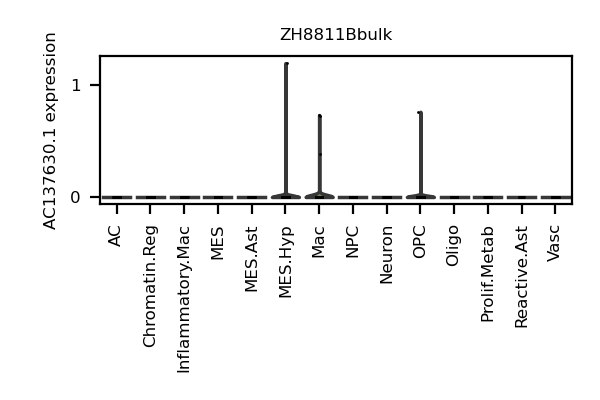 ZH8811Bbulk
AC137630.1 expression
1
0
AC
Chromatin.Reg
Inflammatory.Mac
MES
MES.Ast
MES.Hyp
Mac
NPC
Neuron
OPC
Oligo
Prolif.Metab
Reactive.Ast
Vasc